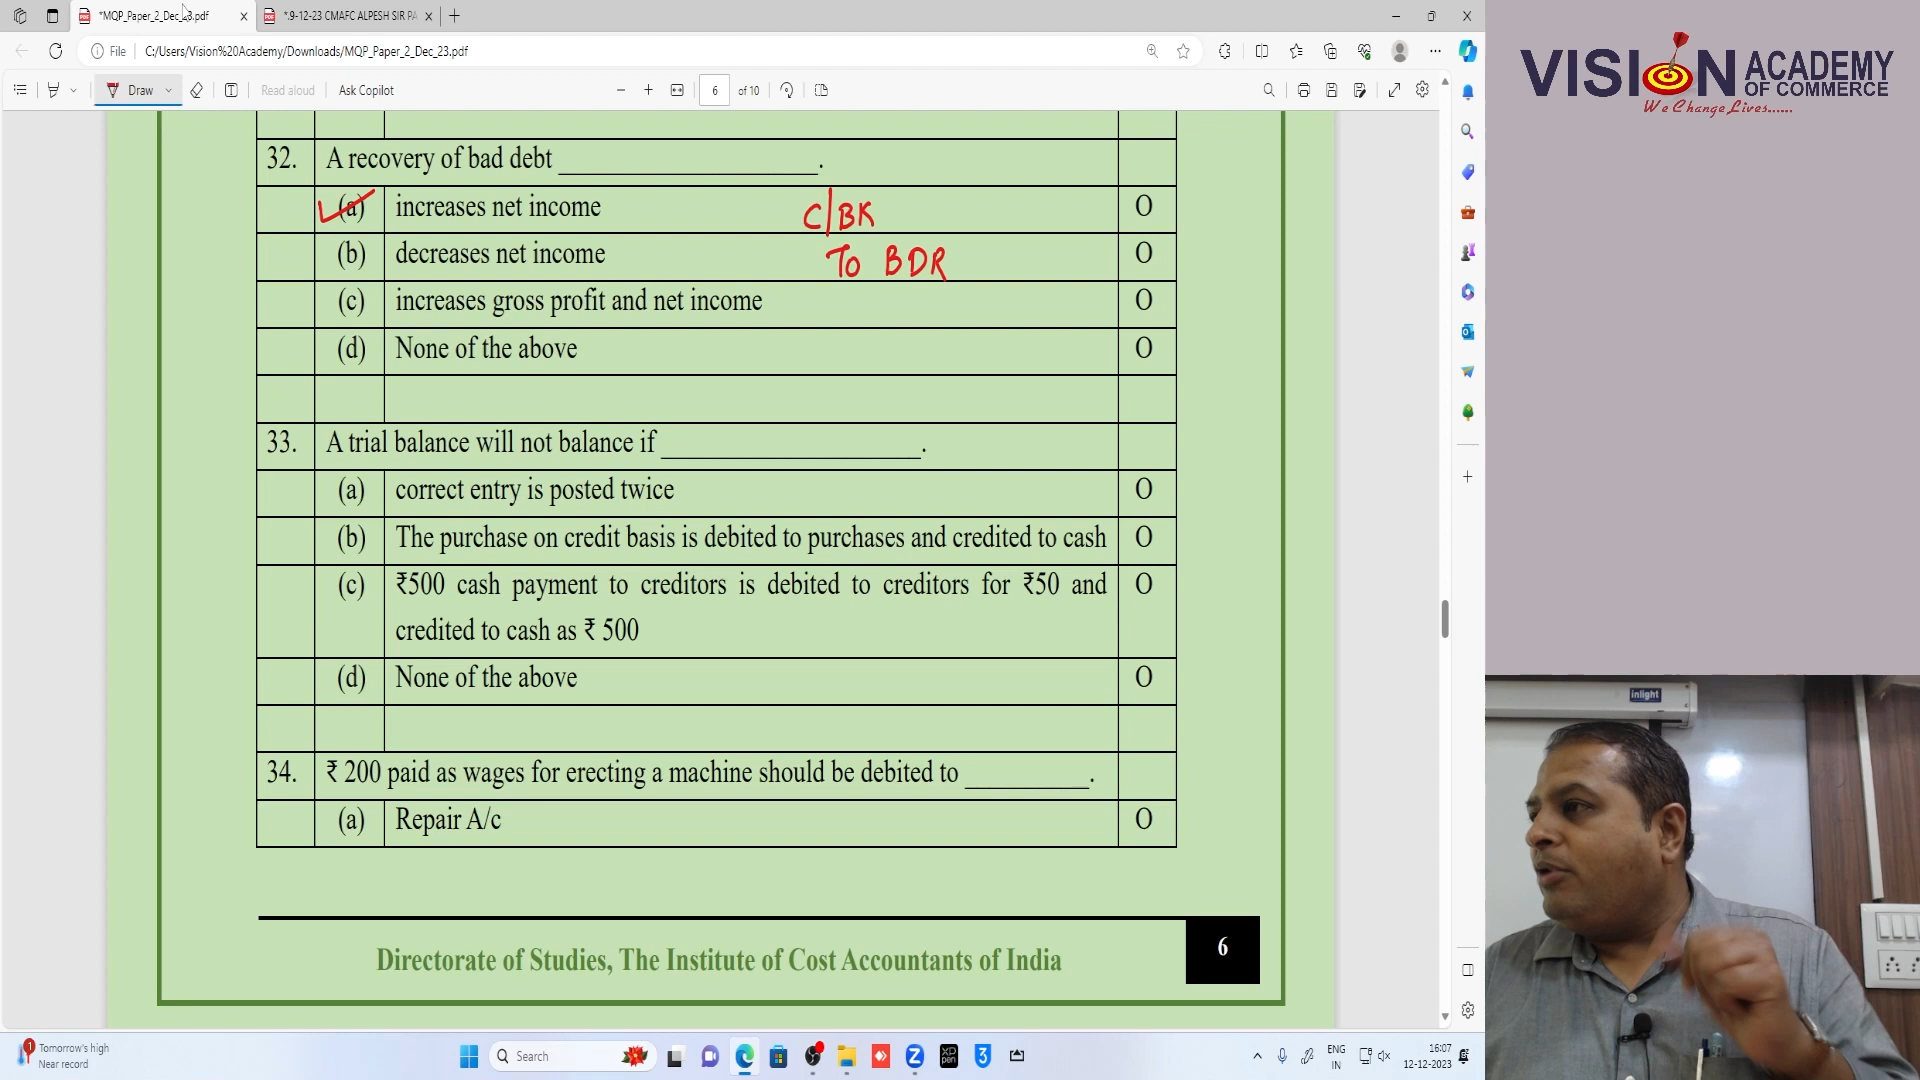 *MQP_Paper_2_Dec_23.pdf
*.9-12-23 CMAFC ALPESH SIR PA
File
C:/Users/Vision%20Academy/Downloads/MQP_Paper_2_Dec_23.pdf
Draw
Read aloud
Ask Copilot
6
of 10
VISION ACADEMY
OF COMMERCE
We Change Lives......
32. A recovery of bad debt ____________________.
(a) increases net income O
C/BK
(b) decreases net income O
To BDR
(c) increases gross profit and net income O
(d) None of the above O
33. A trial balance will not balance if ____________________.
(a) correct entry is posted twice O
(b) The purchase on credit basis is debited to purchases and credited to cash O
(c) ₹500 cash payment to creditors is debited to creditors for ₹50 and O
credited to cash as ₹ 500
(d) None of the above O
34. ₹ 200 paid as wages for erecting a machine should be debited to __________.
(a) Repair A/c O
Directorate of Studies, The Institute of Cost Accountants of India
6
inlight
1
Tomorrow's high
Near record
Search
XP
PEN
3
ENG
IN
16:07
12-12-2023